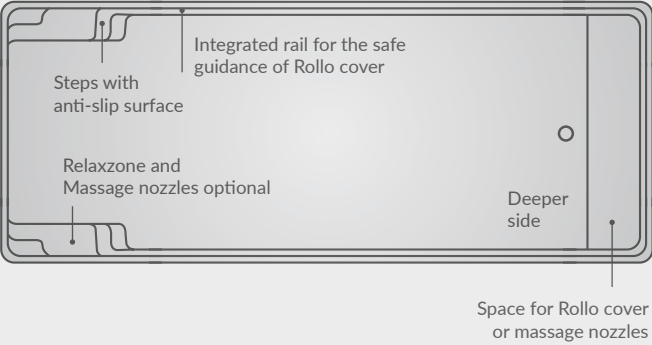 Integrated rail for the safe
guidance of Rollo cover
Steps with
anti-slip surface
Relaxzone and
Massage nozzles optional
Deeper
side
Space for Rollo cover
or massage nozzles